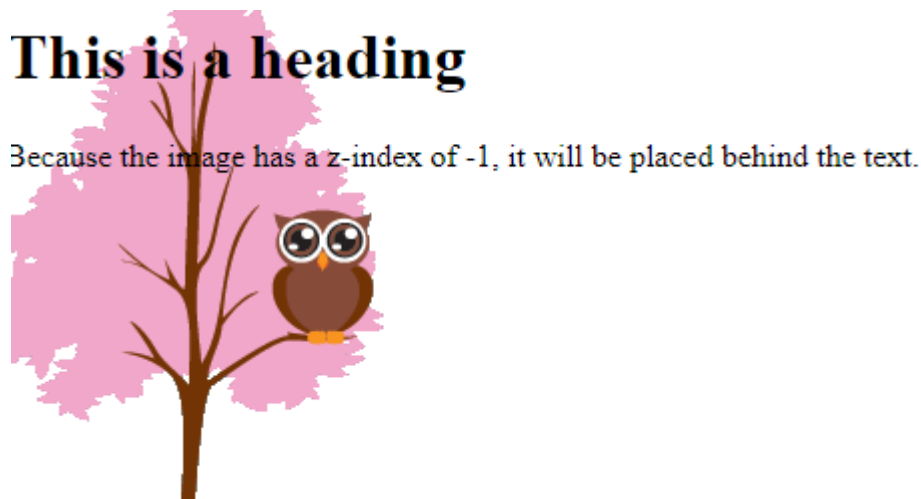 This is a heading
Because the image has a z-index of -1, it will be placed behind the text.